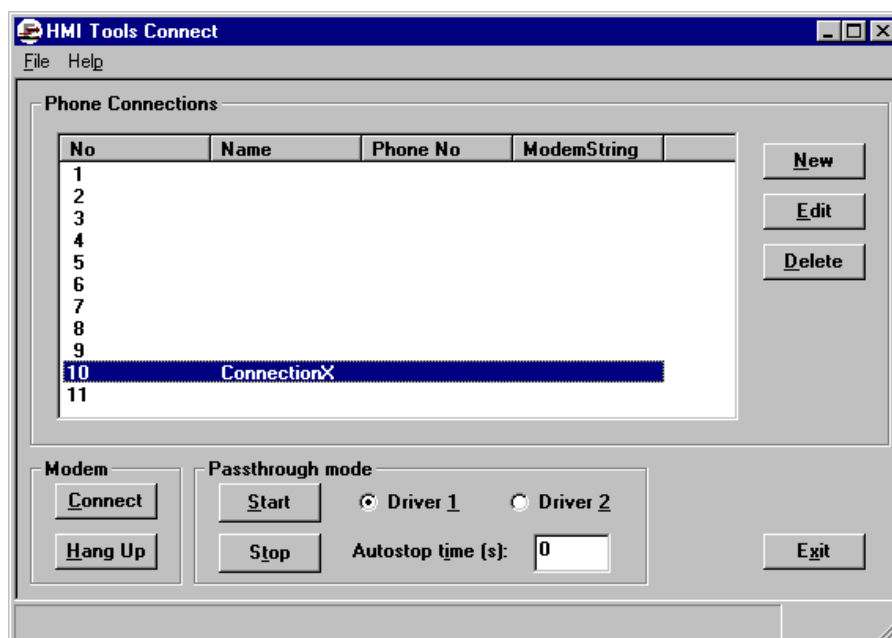 HMI Tools Connect
File Help
Phone Connections
No Name Phone No ModemString
1
2
3
4
5
6
7
8
9
10 ConnectionX
11
New
Edit
Delete
Modem
Connect
Hang Up
Passthrough mode
Start Driver 1 Driver 2
Stop Autostop time (s): 0
Exit